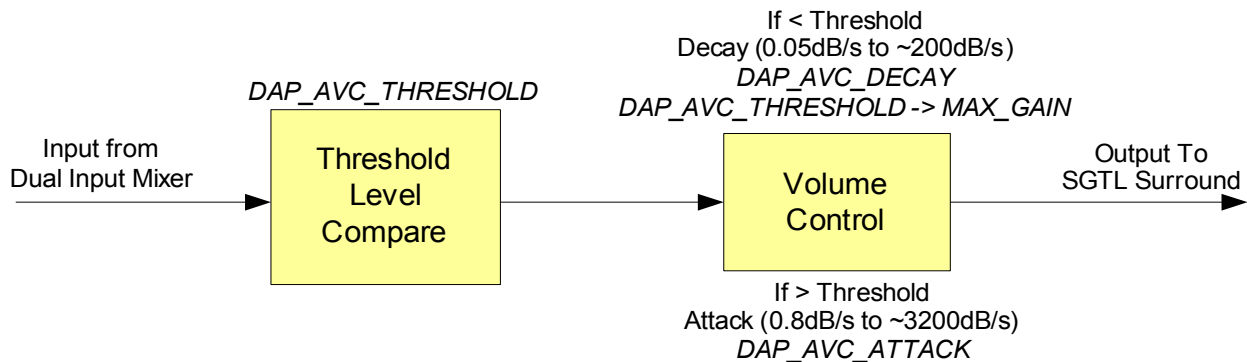 If < Threshold
Decay (0.05dB/s to ~200dB/s)
DAP_AVC_DECAY
DAP_AVC_THRESHOLD -> MAX_GAIN
DAP_AVC_THRESHOLD
Input from
Dual Input Mixer
Threshold
Level
Compare
Volume
Control
Output To
SGTL Surround
If > Threshold
Attack (0.8dB/s to ~3200dB/s)
DAP_AVC_ATTACK